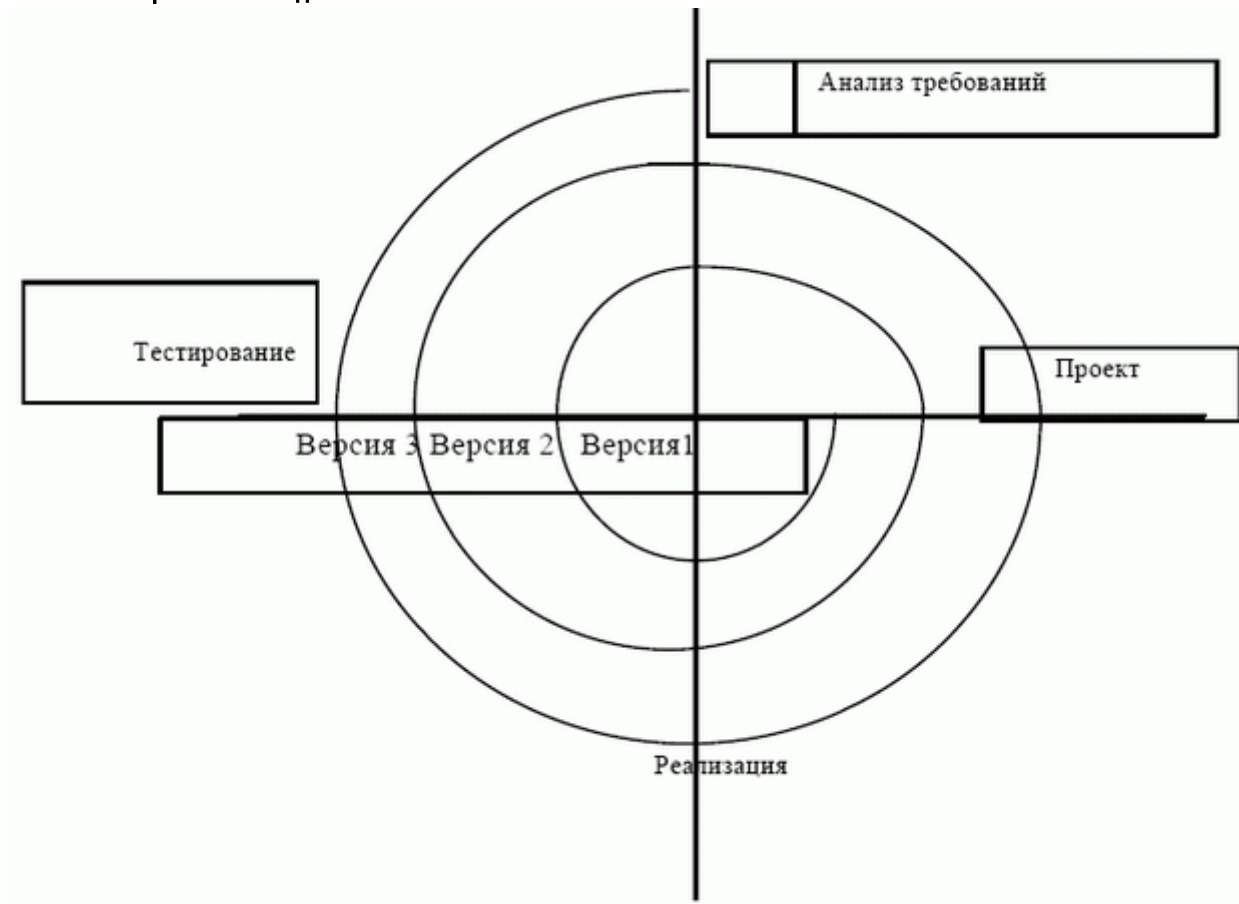 Анализ требований
Тестирование
Проект
Версия 3 Версия 2 Версия1
Реализация